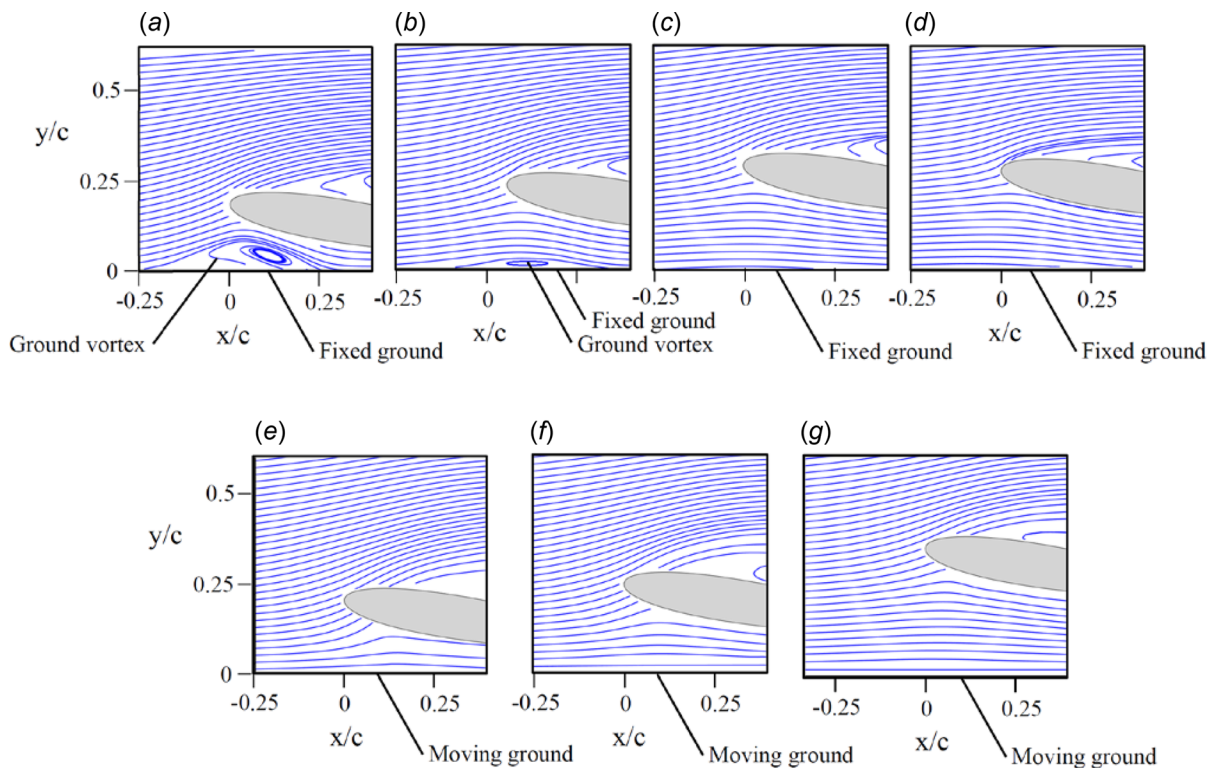 (a) (b) (c) (d)
0.5
y/c
0.25
0
-0.25 0 0.25 -0.25 0 0.25 -0.25 0 0.25 -0.25 0 0.25
x/c x/c x/c x/c
Fixed ground
Ground vortex Fixed ground Ground vortex Fixed ground Fixed ground
(e) (f) (g)
0.5
y/c
0.25
0
-0.25 0 0.25 -0.25 0 0.25 -0.25 0 0.25
x/c x/c x/c
Moving ground Moving ground Moving ground